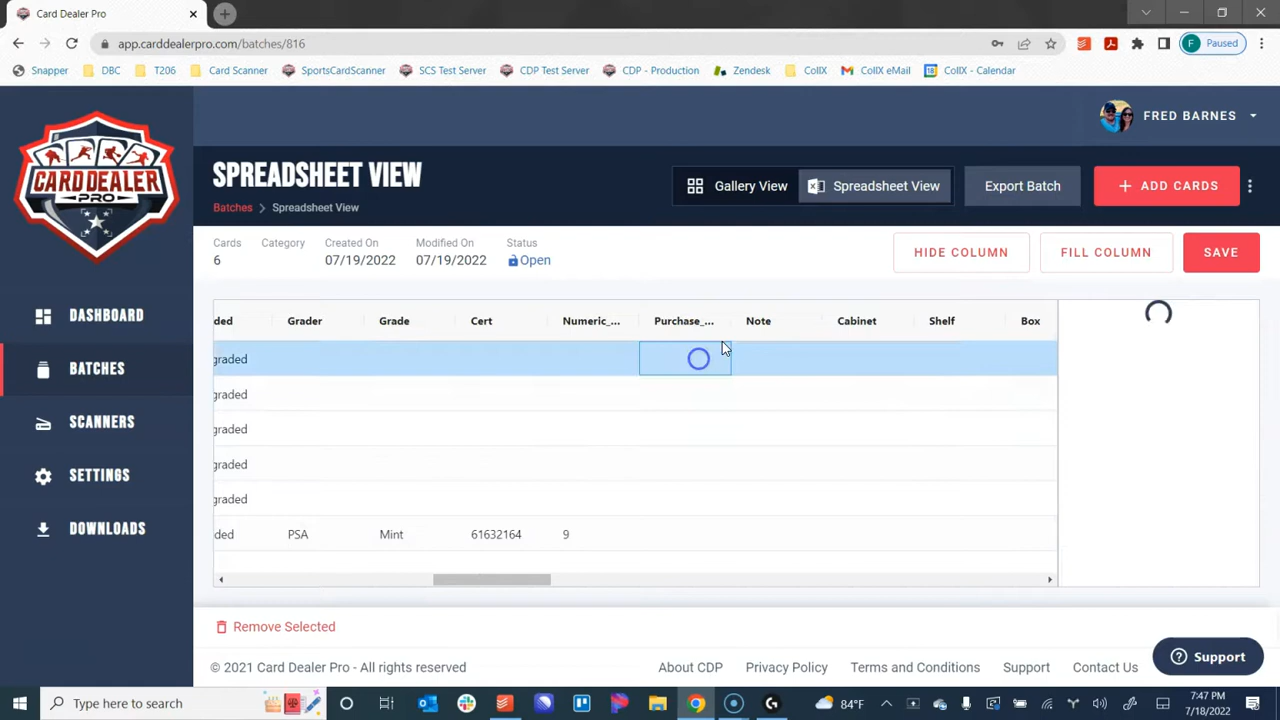 Card Dealer Pro
app.carddealerpro.com/batches/816
Paused
Snapper
DBC
T206
Card Scanner
SportsCardScanner
SCS Test Server
CDP Test Server
CDP - Production
Zendesk
CollX
CollX eMail
CollX - Calendar
CARD DEALER
PRO
FRED BARNES
SPREADSHEET VIEW
Batches > Spreadsheet View
Gallery View
Spreadsheet View
Export Batch
+ ADD CARDS
Cards
6
Category
Created On
07/19/2022
Modified On
07/19/2022
Status
Open
HIDE COLUMN
FILL COLUMN
SAVE
DASHBOARD
BATCHES
SCANNERS
SETTINGS
DOWNLOADS
ded Grader Grade Cert Numeric_... Purchase_... Note Cabinet Shelf Box
graded
graded
graded
graded
graded
ded PSA Mint 61632164 9
Remove Selected
© 2021 Card Dealer Pro - All rights reserved
About CDP
Privacy Policy
Terms and Conditions
Support
Contact Us
Support
Type here to search
84°F
7:47 PM
7/18/2022